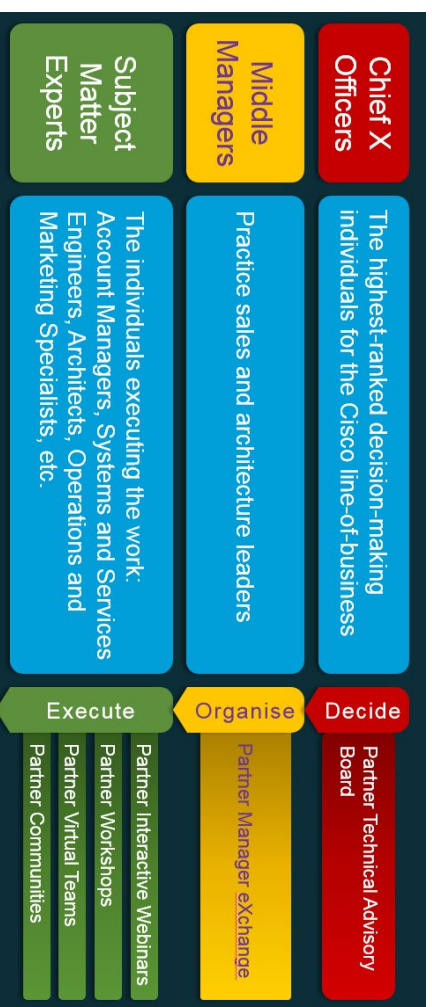 Chief X
Officers
The highest-ranked decision-making
individuals for the Cisco line-of-business
Decide
Partner Technical Advisory
Board
Middle
Managers
Practice sales and architecture leaders
Organise
Partner Manager eXchange
Subject
Matter
Experts
The individuals executing the work:
Account Managers, Systems and Services
Engineers, Architects, Operations and
Marketing Specialists, etc.
Execute
Partner Interactive Webinars
Partner Workshops
Partner Virtual Teams
Partner Communities